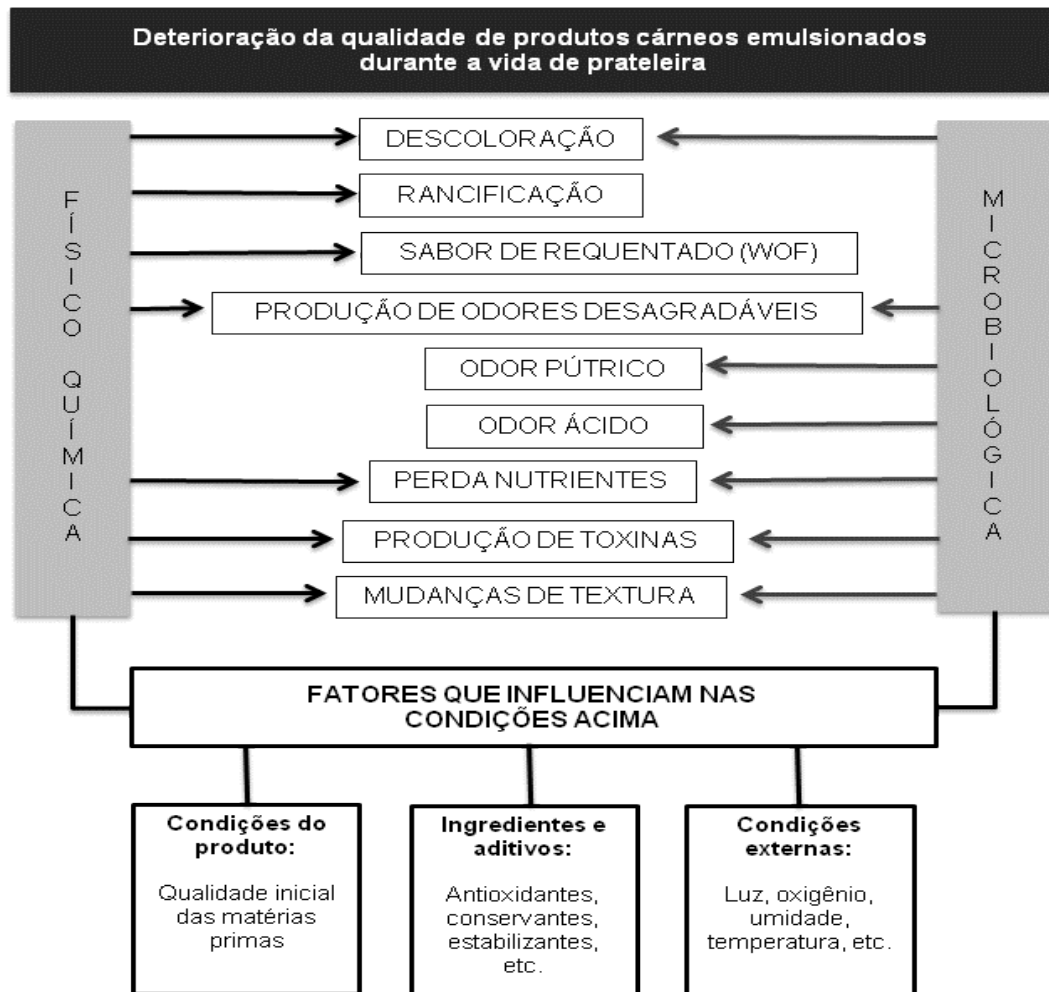 Deterioração da qualidade de produtos cárneos emulsionados
durante a vida de prateleira
FÍSICO QUÍMICA
DESCOLORAÇÃO
RANCIFICAÇÃO
SABOR DE REQUENTADO (WOF)
PRODUÇÃO DE ODORES DESAGRADÁVEIS
ODOR PÚTRICO
ODOR ÁCIDO
PERDA NUTRIENTES
PRODUÇÃO DE TOXINAS
MUDANÇAS DE TEXTURA
MICROBIOLÓGICA
FATORES QUE INFLUENCIAM NAS
CONDIÇÕES ACIMA
Condições do
produto:
Qualidade inicial
das matérias
primas
Ingredientes e
aditivos:
Antioxidantes,
conservantes,
estabilizantes,
etc.
Condições
externas:
Luz, oxigênio,
umidade,
temperatura, etc.